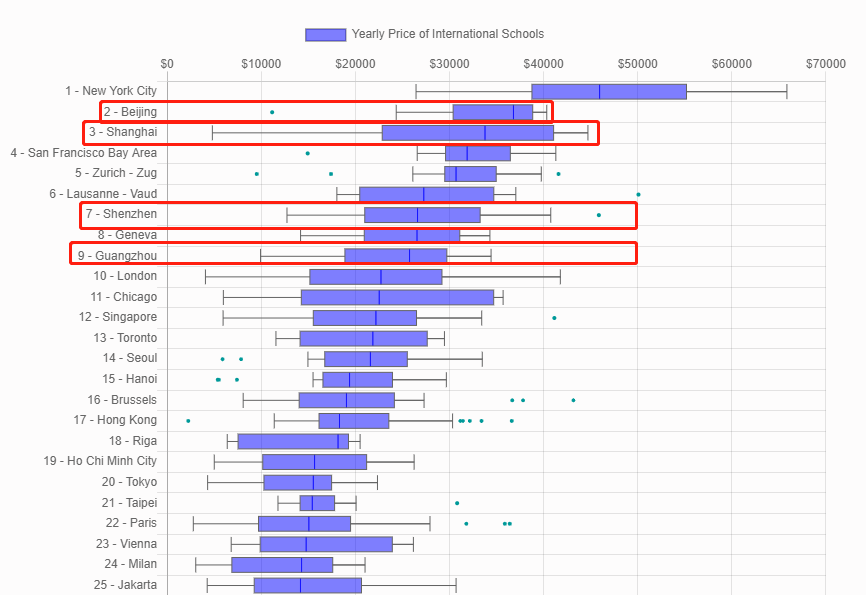 Yearly Price of International Schools
$0 $10000 $20000 $30000 $40000 $50000 $60000 $70000
1 - New York City
2 - Beijing
3 - Shanghai
4 - San Francisco Bay Area
5 - Zurich - Zug
6 - Lausanne - Vaud
7 - Shenzhen
8 - Geneva
9 - Guangzhou
10 - London
11 - Chicago
12 - Singapore
13 - Toronto
14 - Seoul
15 - Hanoi
16 - Brussels
17 - Hong Kong
18 - Riga
19 - Ho Chi Minh City
20 - Tokyo
21 - Taipei
22 - Paris
23 - Vienna
24 - Milan
25 - Jakarta